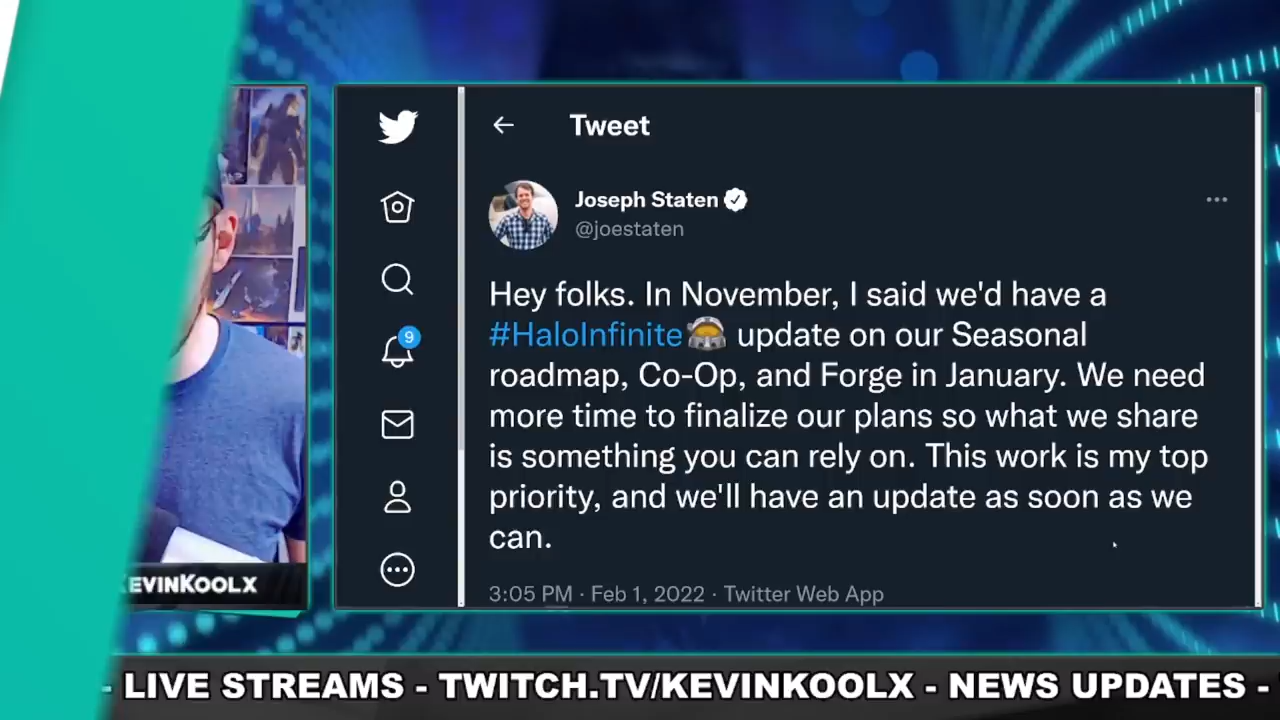 Tweet
Joseph Staten
@joestaten
9
Hey folks. In November, I said we'd have a
#HaloInfinite update on our Seasonal
roadmap, Co-Op, and Forge in January. We need
more time to finalize our plans so what we share
is something you can rely on. This work is my top
priority, and we'll have an update as soon as we
can.
3:05 PM · Feb 1, 2022 · Twitter Web App
EVINKOOLX
- LIVE STREAMS - TWITCH.TV/KEVINKOOLX - NEWS UPDATES -